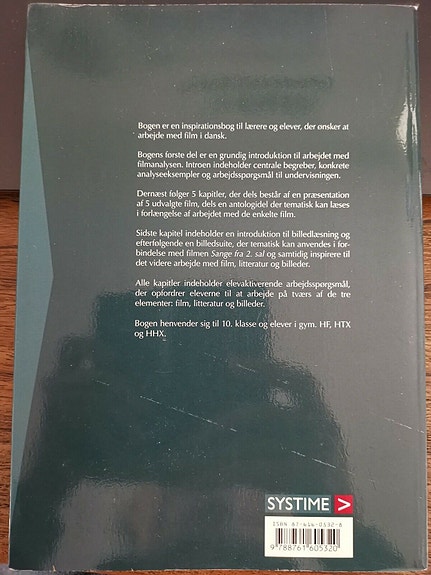 Bogen er en inspirationsbog til lærere og elever, der ønsker at
arbejde med film i dansk.
Bogens første del er en grundig introduktion til arbejdet med
filmanalysen. Introen indeholder centrale begreber, konkrete
analyseeksempler og arbejdsspørgsmål til undervisningen.
Dernæst følger 5 kapitler, der dels består af en præsentation
af 5 udvalgte film, dels en antologidel der tematisk kan læses
i forlængelse af arbejdet med de enkelte film.
Sidste kapitel indeholder en introduktion til billedlæsning og
efterfølgende en billedsuite, der tematisk kan anvendes i for-
bindelse med filmen Sange fra 2. sal og samtidig inspirere til
det videre arbejde med film, litteratur og billeder.
Alle kapitler indeholder elevaktiverende arbejdsspørgsmål,
der opfordrer eleverne til at arbejde på tværs af de tre
elementer: film, litteratur og billeder.
Bogen henvender sig til 10. klasse og elever i gym. HF, HTX
og HHX.
SYSTIME >
ISBN 87-616-0532-8
9 788761 605320